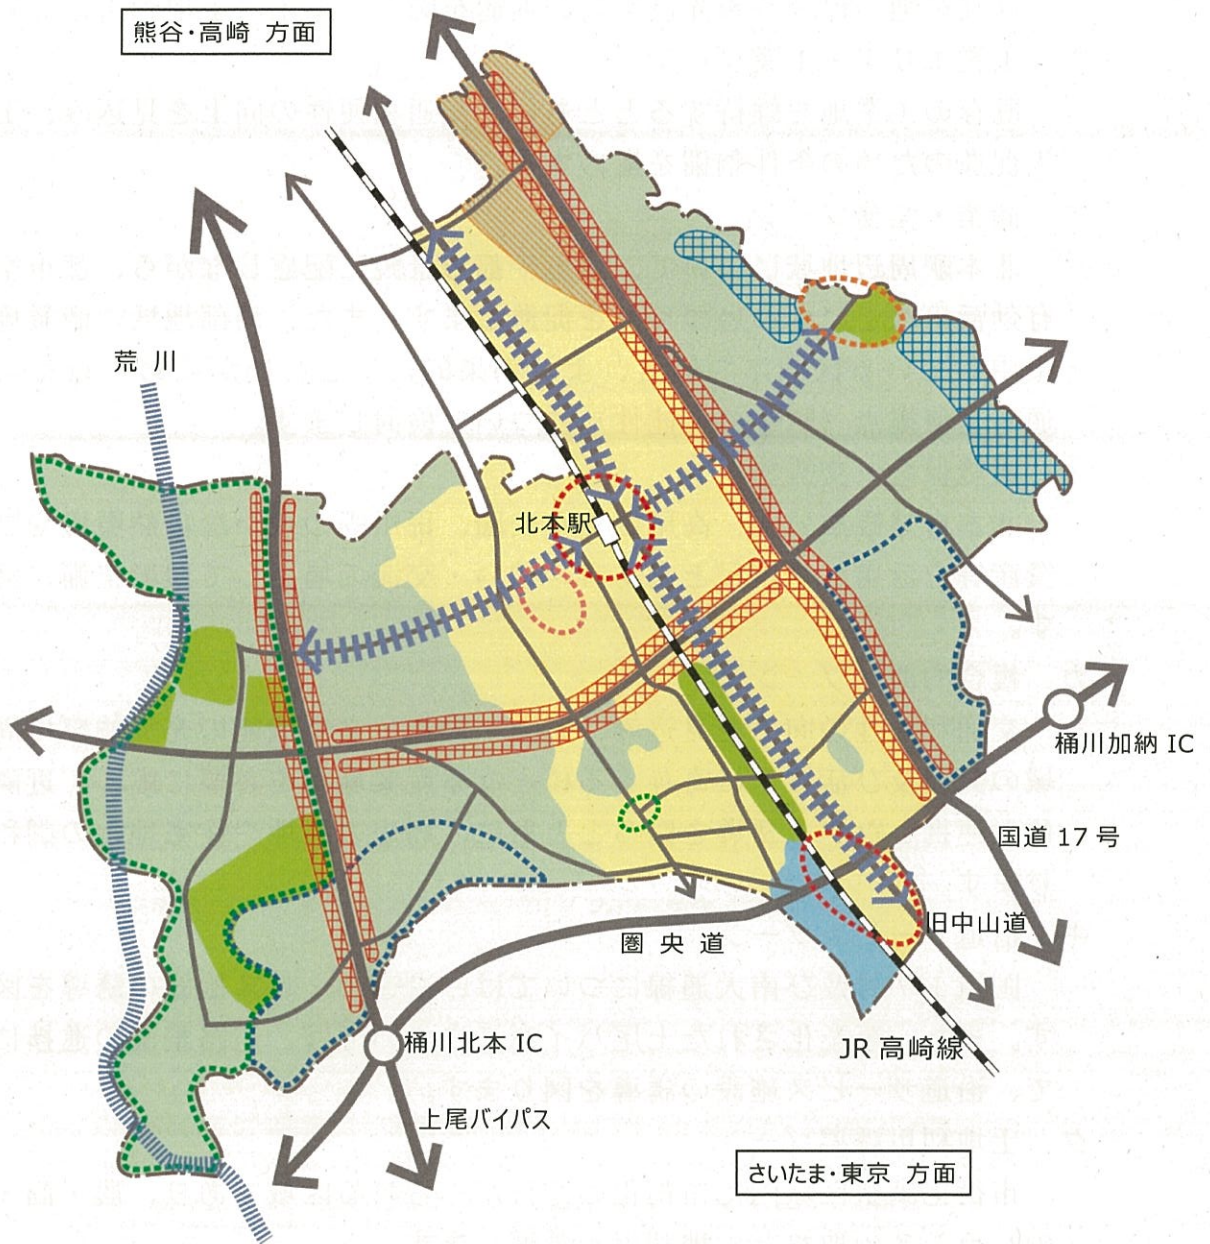 熊谷・高崎 方面
荒 川
北本駅
桶川加納 IC
国道 17 号
旧中山道
圏 央 道
桶川北本 IC
JR 高崎線
上尾バイパス
さいたま・東京 方面